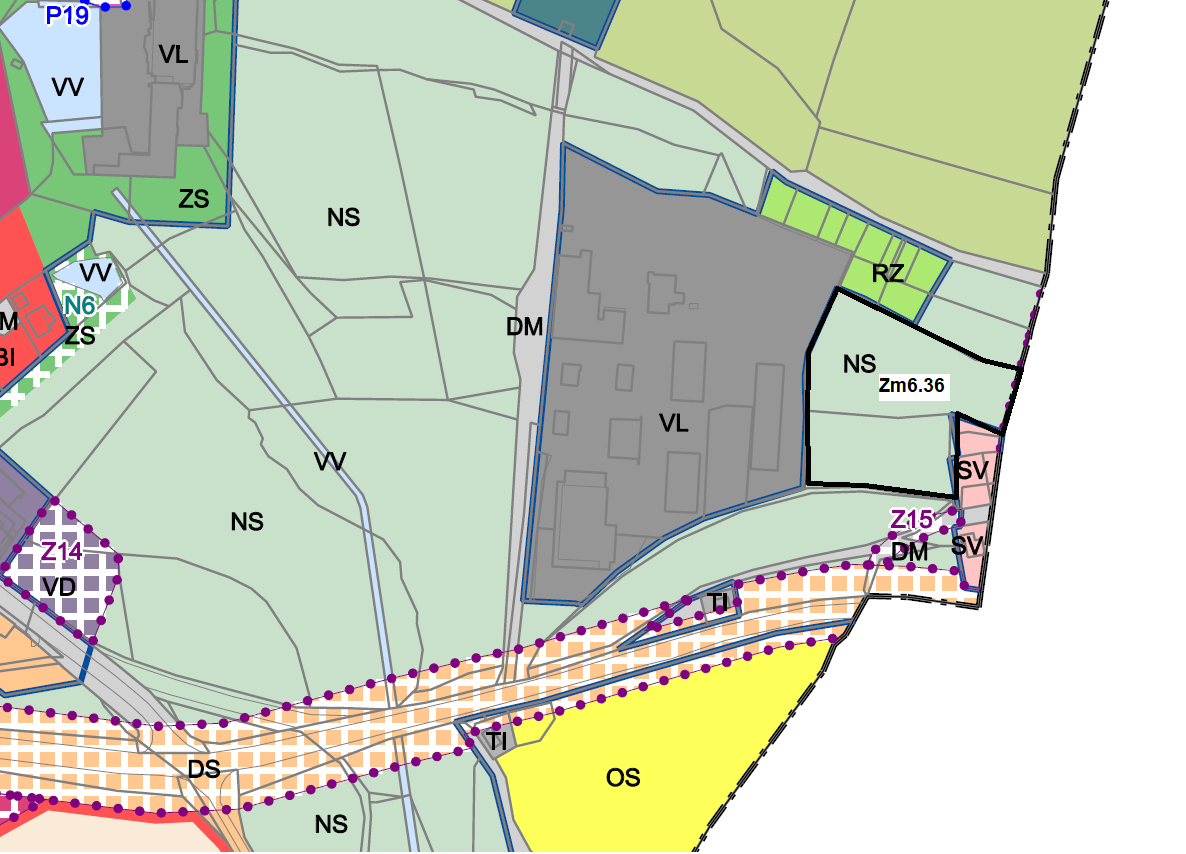 P19
VL
VV
ZS
NS
VV
RZ
N6
M
DM
ZS
BI
NS
Zm6.36
VL
VV
SV
NS
Z15
Z14
DM
SV
VD
TI
TI
DS
OS
NS